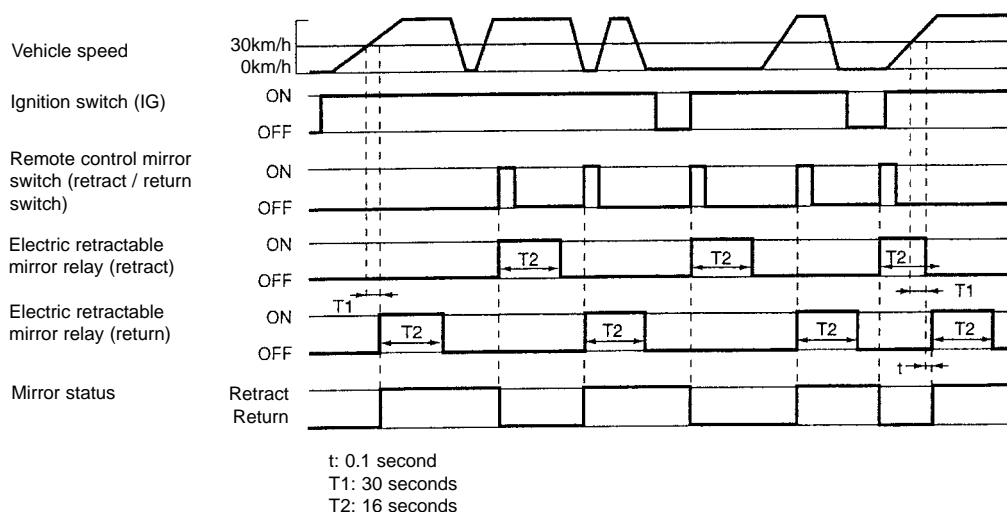 Vehicle speed
30km/h
0km/h
Ignition switch (IG)
ON
OFF
Remote control mirror
switch (retract / return
switch)
ON
OFF
Electric retractable
mirror relay (retract)
ON
OFF
T2
T2
T2
T1
T1
Electric retractable
mirror relay (return)
ON
OFF
T2
T2
T2
T2
t
Mirror status
Retract
Return
t: 0.1 second
T1: 30 seconds
T2: 16 seconds